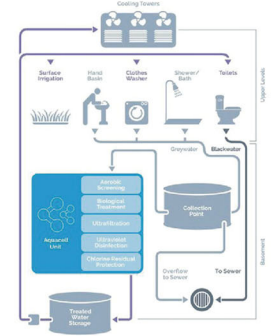 Cooling Towers
Surface
Irrigation
Hand
Basin
Clothes
Washer
Shower/
Bath
Toilets
Upper Levels
Greywater
Blackwater
Aerobic
Screening
Biological
Treatment
Ultrafiltration
Ultraviolet
Disinfection
Chlorine Residual
Protection
Aquacell
Unit
Collection
Point
Basement
Overflow
to Sewer
To Sewer
Treated
Water
Storage